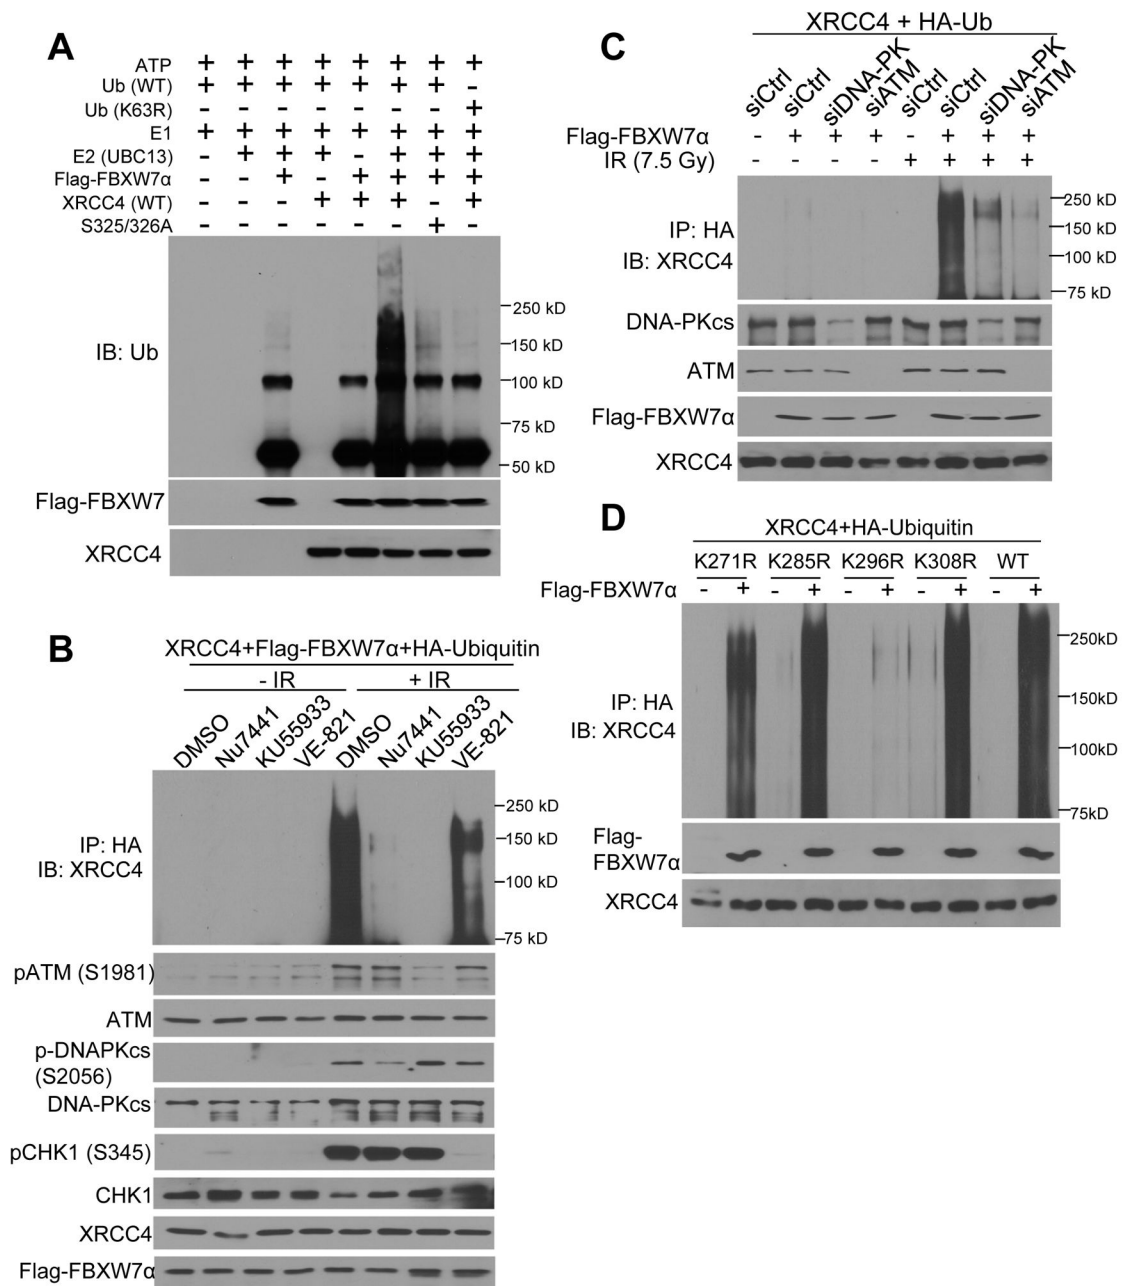 A
ATP + + + + + + + +
Ub (WT) + + + + + + + -
Ub (K63R) - - - - - - - +
E1 + + + + + + + +
E2 (UBC13) - + + + - + + +
Flag-FBXW7α - - + - + + + +
XRCC4 (WT) - - - + + + - +
S325/326A - - - - - - + -
IB: Ub
250 kD
150 kD
100 kD
75 kD
50 kD
Flag-FBXW7
XRCC4
B
XRCC4+Flag-FBXW7α+HA-Ubiquitin
- IR + IR
DMSO Nu7441 KU55933 VE-821 DMSO Nu7441 KU55933 VE-821
IP: HA
IB: XRCC4
250 kD
150 kD
100 kD
75 kD
pATM (S1981)
ATM
p-DNAPKcs
(S2056)
DNA-PKcs
pCHK1 (S345)
CHK1
XRCC4
Flag-FBXW7α
C
XRCC4 + HA-Ub
siCtrl siCtrl siDNA-PK siATM siCtrl siCtrl siDNA-PK siATM
Flag-FBXW7α - + + + - + + +
IR (7.5 Gy) - - - - + + + +
IP: HA
IB: XRCC4
250 kD
150 kD
100 kD
75 kD
DNA-PKcs
ATM
Flag-FBXW7α
XRCC4
D
XRCC4+HA-Ubiquitin
K271R K285R K296R K308R WT
Flag-FBXW7α - + - + - + - + - +
IP: HA
IB: XRCC4
250kD
150kD
100kD
75kD
Flag-
FBXW7α
XRCC4